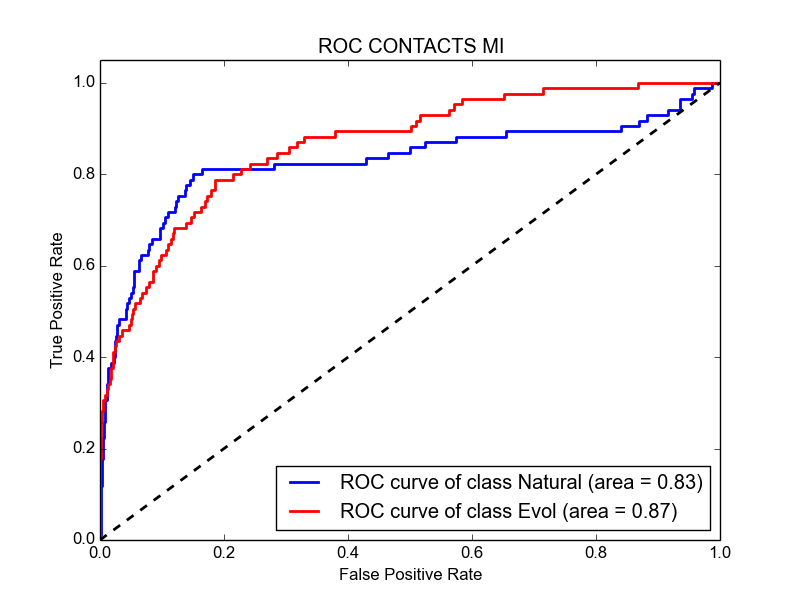 ROC CONTACTS MI
True Positive Rate
1.0
0.8
0.6
0.4
0.2
0.0
ROC curve of class Natural (area = 0.83)
ROC curve of class Evol (area = 0.87)
0.0 0.2 0.4 0.6 0.8 1.0
False Positive Rate